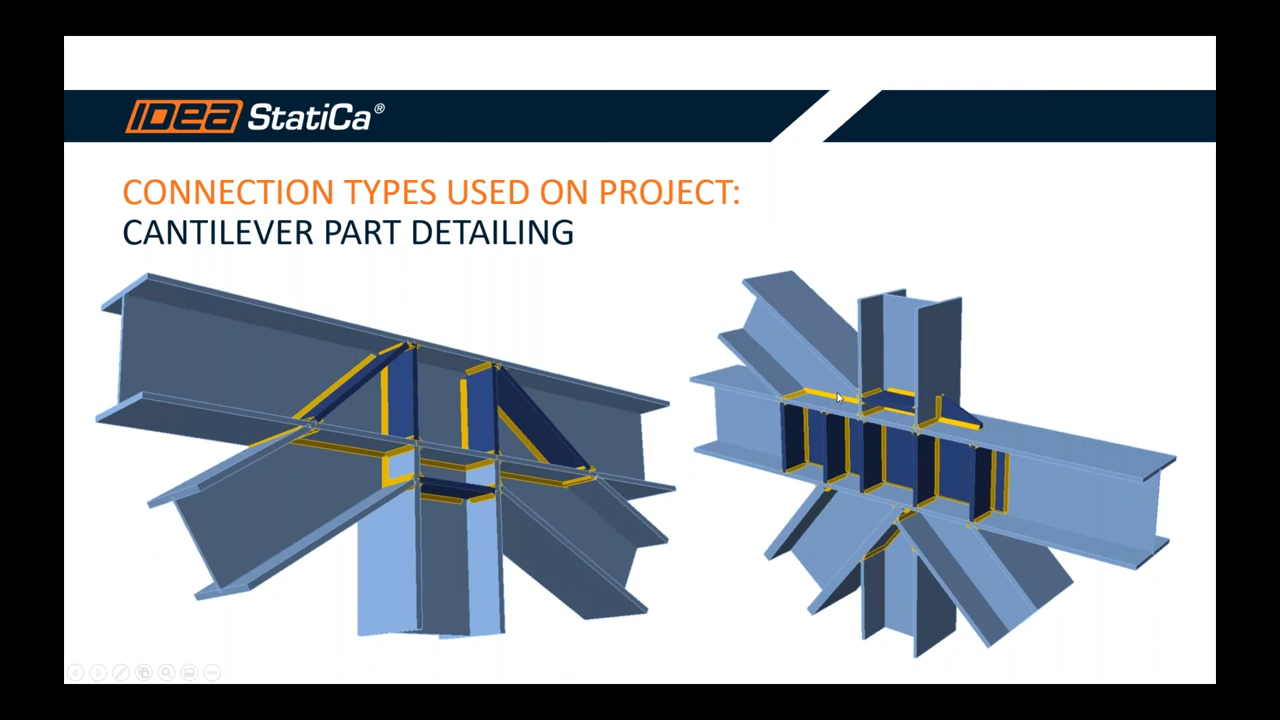 IDEA StatiCa®
CONNECTION TYPES USED ON PROJECT:
CANTILEVER PART DETAILING